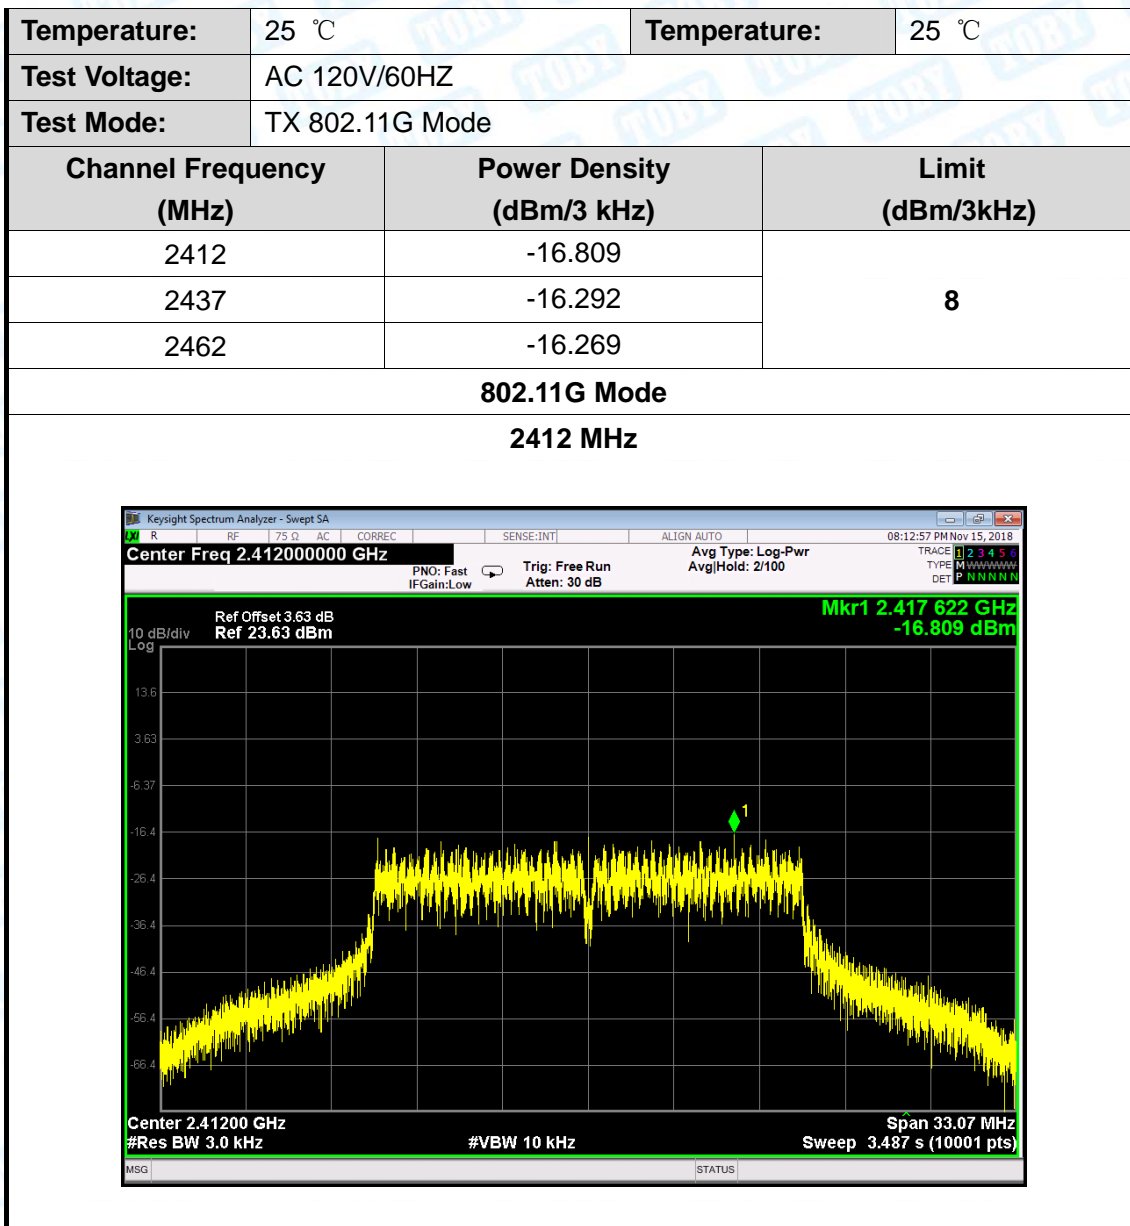 Temperature: 25 ℃ Temperature: 25 ℃
Test Voltage: AC 120V/60HZ
Test Mode: TX 802.11G Mode
Channel Frequency (MHz) Power Density (dBm/3 kHz) Limit (dBm/3kHz)
2412 -16.809
2437 -16.292 8
2462 -16.269
802.11G Mode
2412 MHz
Keysight Spectrum Analyzer - Swept SA
LXI R RF 75 Ω AC CORREC SENSE:INT ALIGN AUTO 08:12:57 PM Nov 15, 2018
Center Freq 2.412000000 GHz
PNO: Fast
IFGain:Low
Trig: Free Run
Atten: 30 dB
Avg Type: Log-Pwr
Avg|Hold: 2/100
TRACE 1 2 3 4 5 6
TYPE M W W W W W
DET P N N N N N
Mkr1 2.417 622 GHz
-16.809 dBm
Ref Offset 3.63 dB
10 dB/div Ref 23.63 dBm
Log
13.6
3.63
-6.37
1
-16.4
-26.4
-36.4
-46.4
-56.4
-66.4
Center 2.41200 GHz Span 33.07 MHz
#Res BW 3.0 kHz #VBW 10 kHz Sweep 3.487 s (10001 pts)
MSG STATUS
TOBY